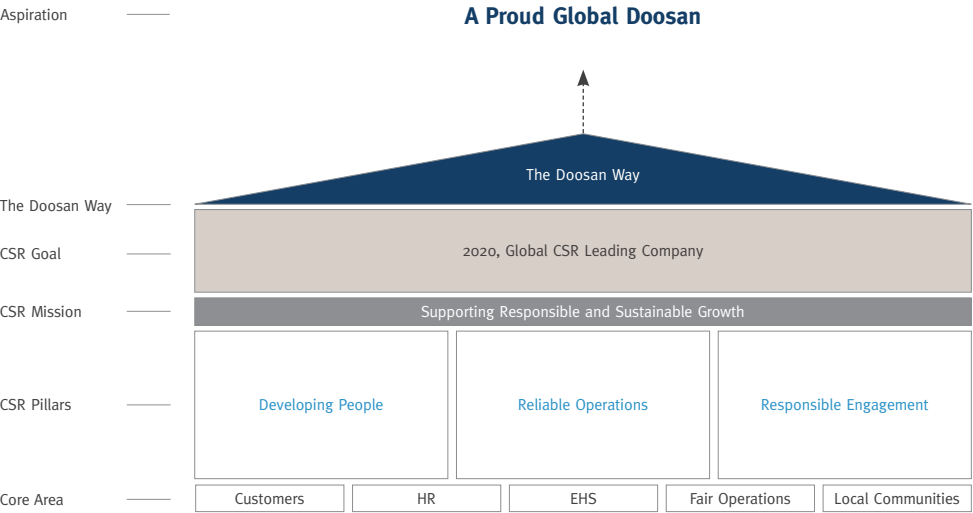 Aspiration
A Proud Global Doosan
The Doosan Way
The Doosan Way
CSR Goal
2020, Global CSR Leading Company
CSR Mission
Supporting Responsible and Sustainable Growth
CSR Pillars
Developing People
Reliable Operations
Responsible Engagement
Core Area
Customers
HR
EHS
Fair Operations
Local Communities